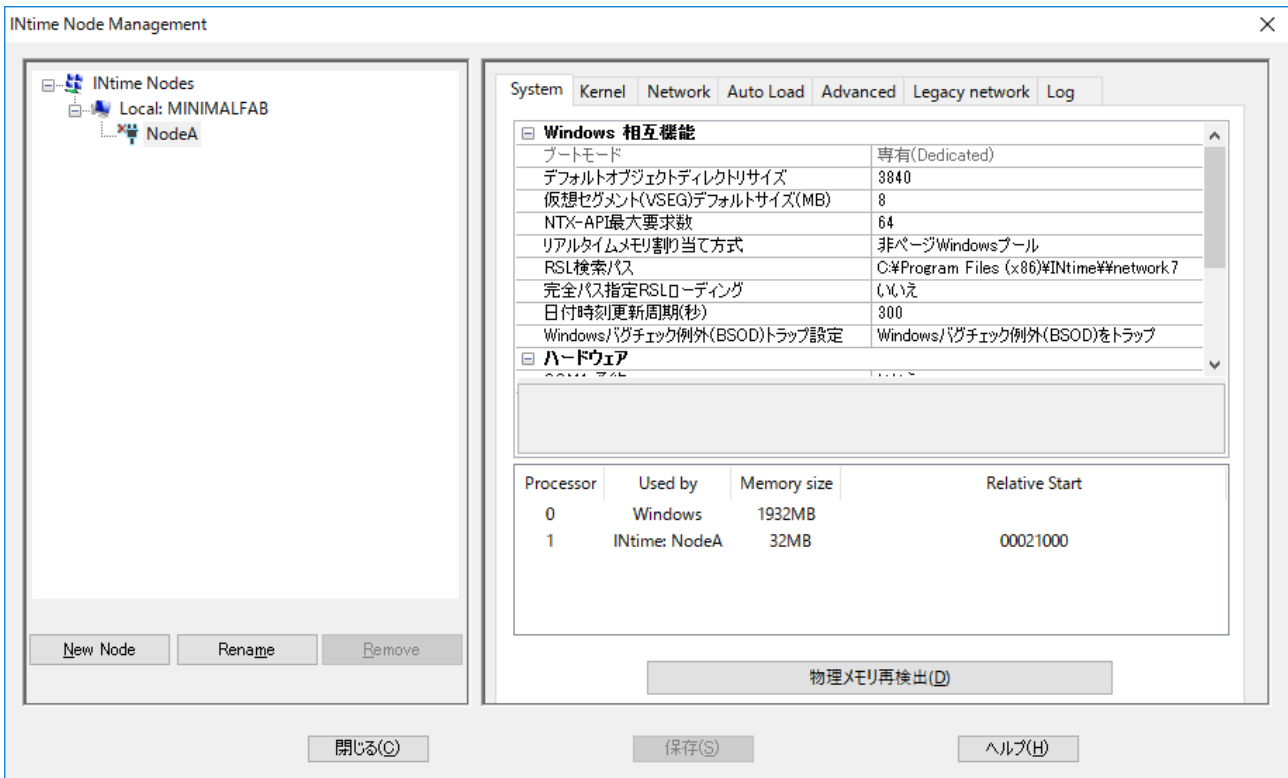 INtime Node Management
INtime Nodes
Local: MINIMALFAB
NodeA
New Node Rename Remove
System Kernel Network Auto Load Advanced Legacy network Log
Windows 相互機能
ブートモード 専有(Dedicated)
デフォルトオブジェクトディレクトリサイズ 3840
仮想セグメント(VSEG)デフォルトサイズ(MB) 8
NTX-API最大要求数 64
リアルタイムメモリ割り当て方式 非ページWindowsプール
RSL検索パス C:¥Program Files (x86)¥INtime¥¥network7
完全パス指定RSLローディング いいえ
日付時刻更新周期(秒) 300
Windowsバグチェック例外(BSOD)トラップ設定 Windowsバグチェック例外(BSOD)をトラップ
ハードウェア
Processor Used by Memory size Relative Start
0 Windows 1932MB
1 INtime: NodeA 32MB 00021000
物理メモリ再検出(D)
閉じる(C) 保存(S) ヘルプ(H)